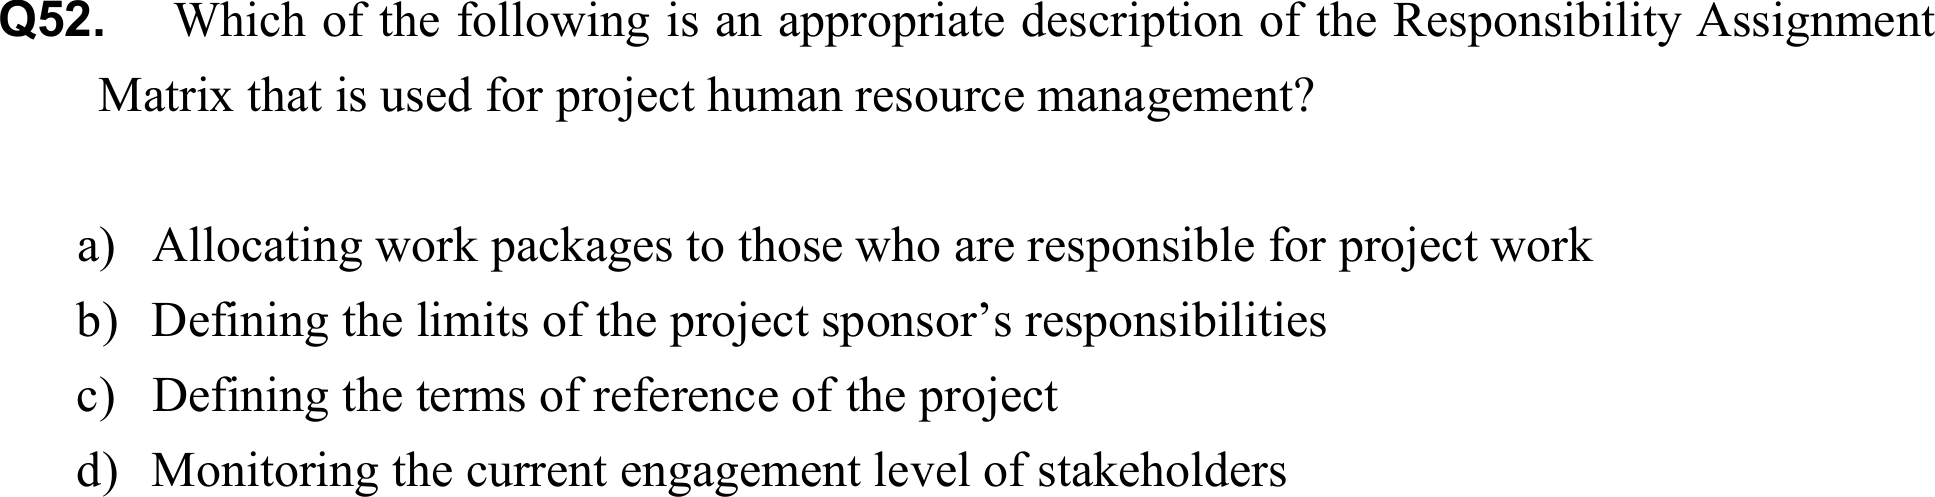 Q52. Which of the following is an appropriate description of the Responsibility Assignment
Matrix that is used for project human resource management?
a) Allocating work packages to those who are responsible for project work
b) Defining the limits of the project sponsor’s responsibilities
c) Defining the terms of reference of the project
d) Monitoring the current engagement level of stakeholders